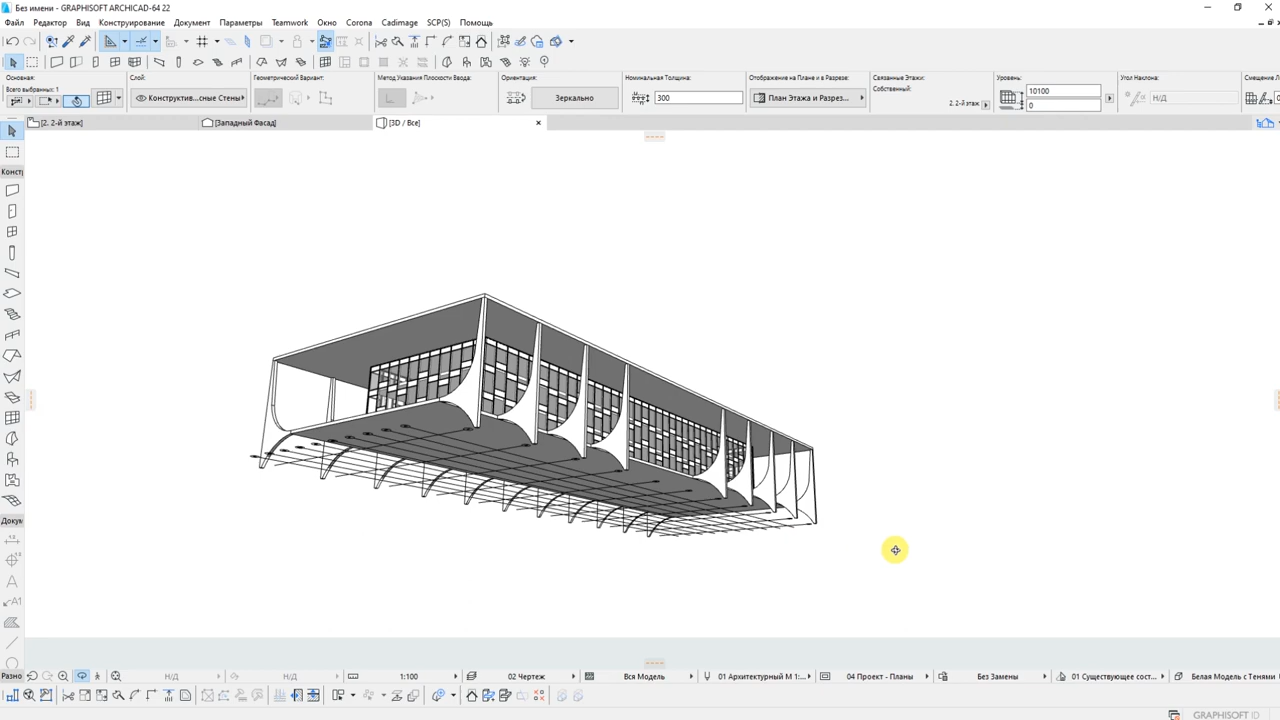 Без имени - GRAPHISOFT ARCHICAD-64 22
Файл Редактор Вид Конструирование Документ Параметры Teamwork Окно Corona Cadimage SCP(S) Помощь
Основная: Слой: Геометрический Вариант: Метод Указания Плоскости Ввода: Ориентация: Номинальная Толщина: Отображение на Плане и в Разрезе: Связанные Этажи: Уровень: Угол Наклона: Смещение
Всего выбранных: 1 Собственный:
Конструктив...сные Стены Зеркально 300 План Этажа и Разрез... 2. 2-й этаж 10100 Н/Д
0
[2. 2-й этаж] [Западный Фасад] [3D / Все]
Конст
Доку
A
A1
Разно Н/Д Н/Д 1:100 02 Чертеж Вся Модель 01 Архитектурный М 1:... 04 Проект - Планы Без Замены 01 Существующее сост... Белая Модель с Тенями
GRAPHISOFT ID